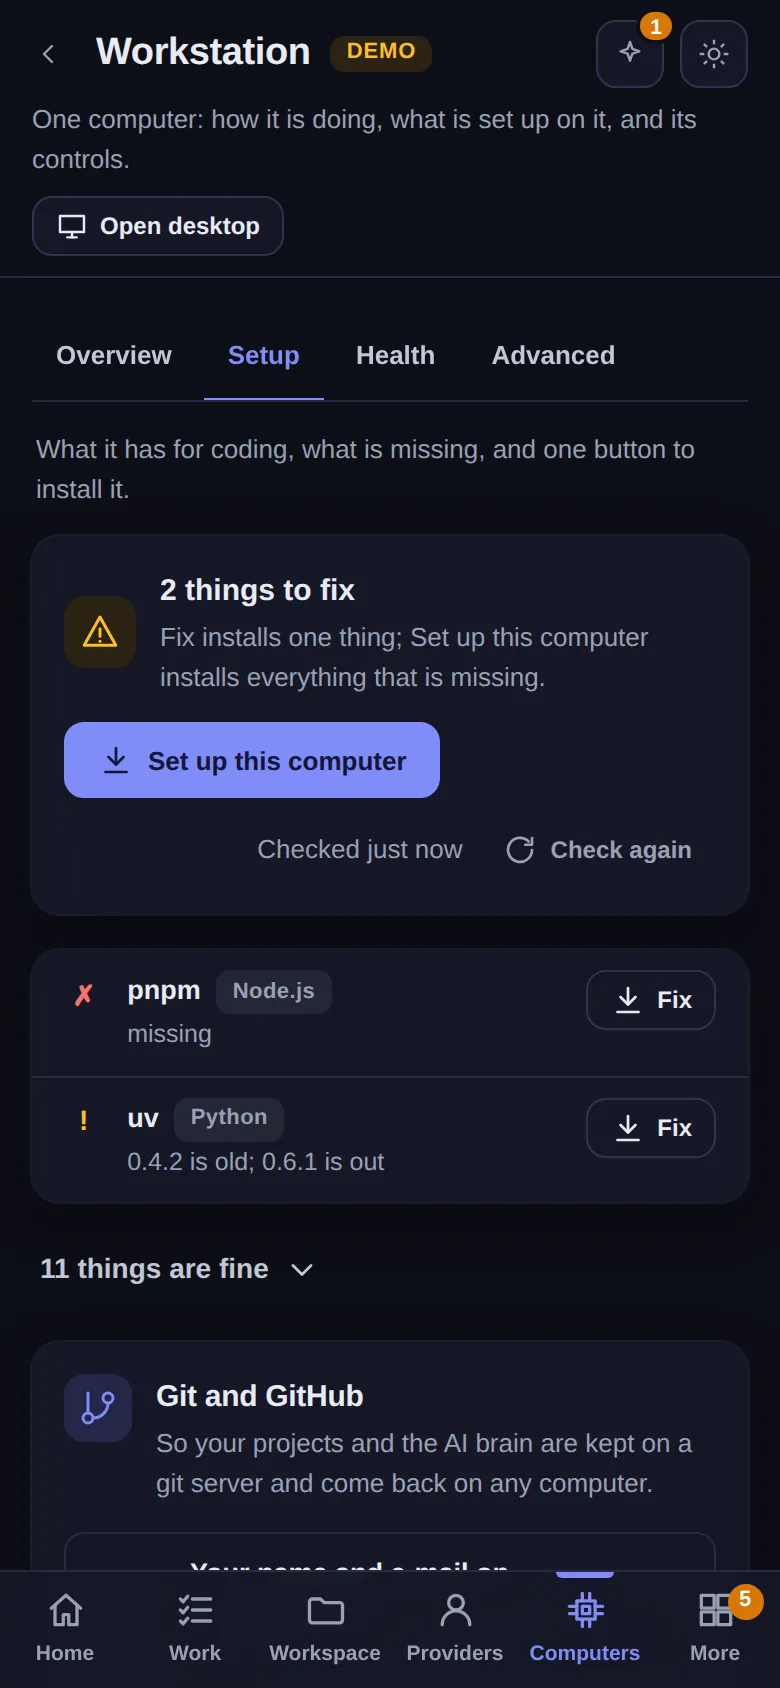 Workstation
DEMO
1
One computer: how it is doing, what is set up on it, and its
controls.
Open desktop
Overview
Setup
Health
Advanced
What it has for coding, what is missing, and one button to
install it.
2 things to fix
Fix installs one thing; Set up this computer
installs everything that is missing.
Set up this computer
Checked just now
Check again
✗ pnpm Node.js
missing
Fix
! uv Python
0.4.2 is old; 0.6.1 is out
Fix
11 things are fine
Git and GitHub
So your projects and the AI brain are kept on a
git server and come back on any computer.
Your name and e-mail on
Home
Work
Workspace
Providers
Computers
More
5